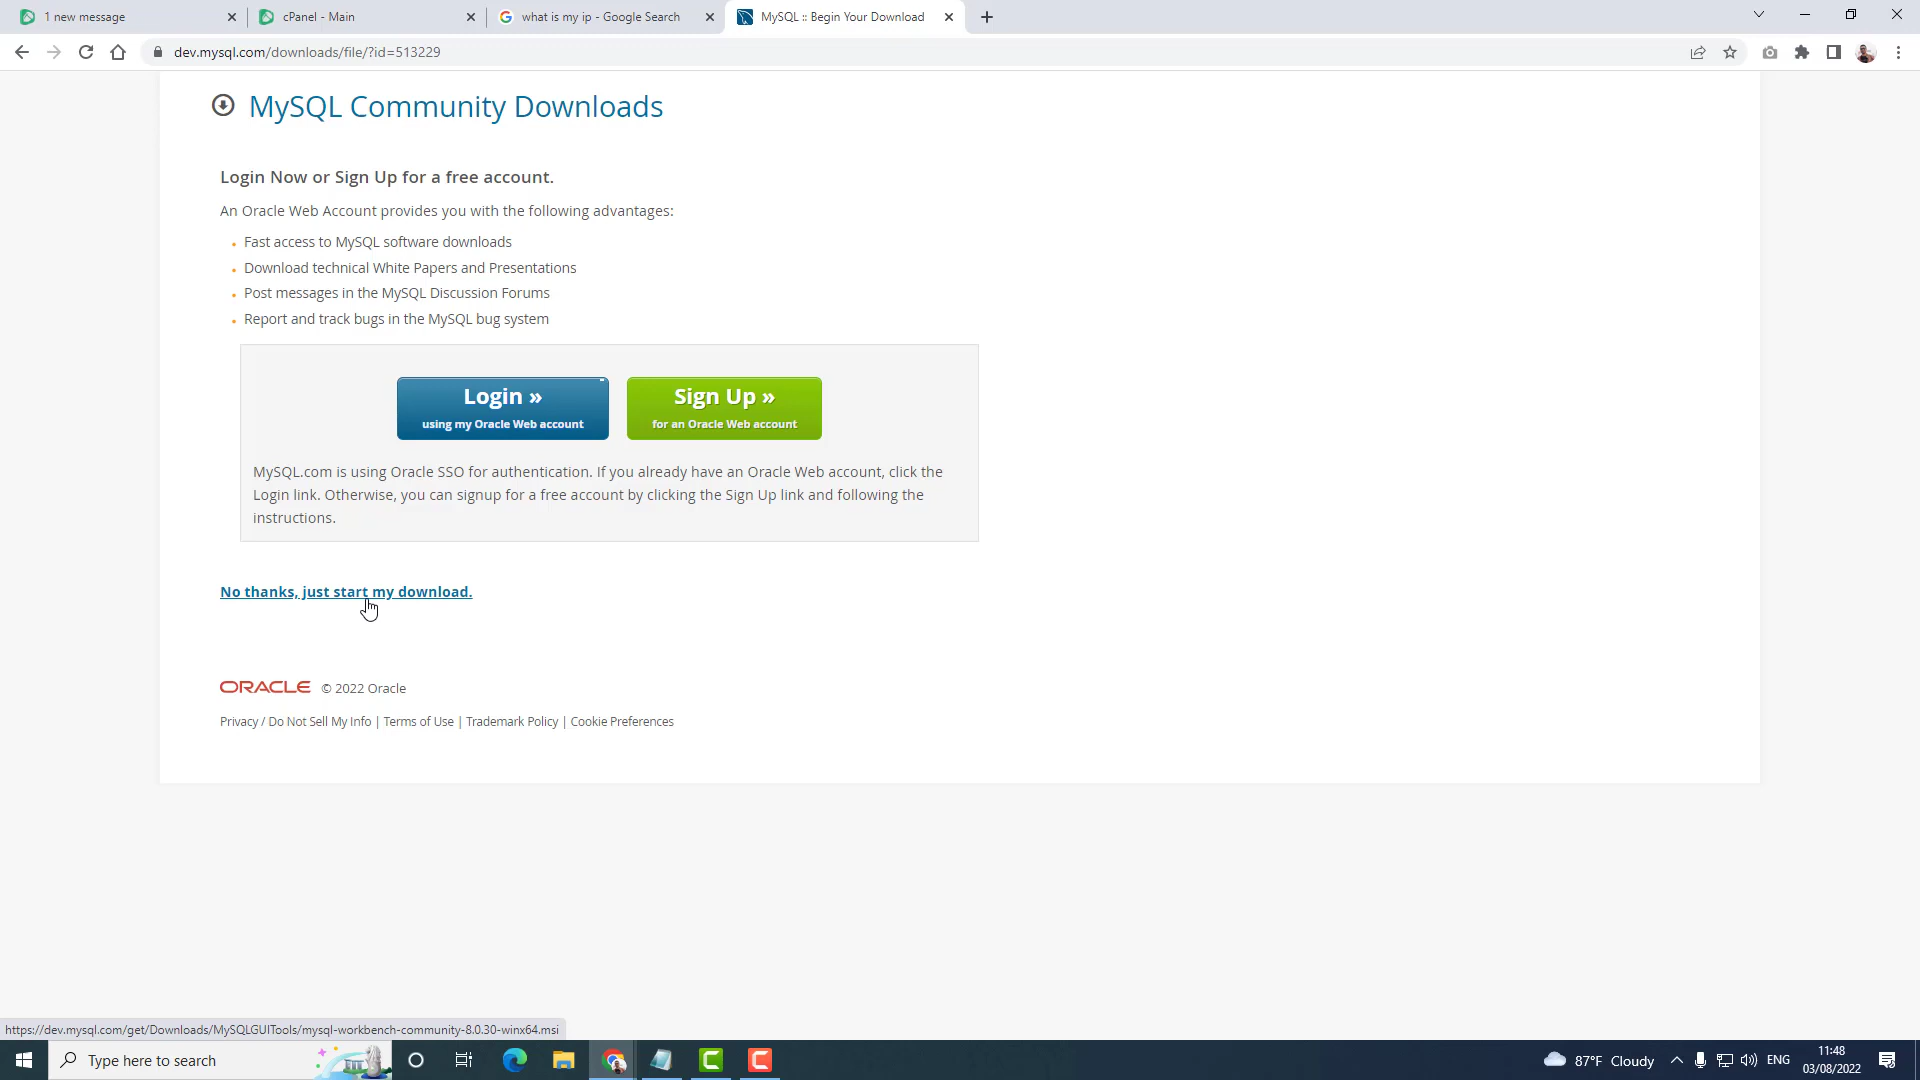 1 new message
cPanel - Main
what is my ip - Google Search
MySQL :: Begin Your Download
dev.mysql.com/downloads/file/?id=513229
MySQL Community Downloads
Login Now or Sign Up for a free account.
An Oracle Web Account provides you with the following advantages:
Fast access to MySQL software downloads
Download technical White Papers and Presentations
Post messages in the MySQL Discussion Forums
Report and track bugs in the MySQL bug system
Login »
using my Oracle Web account
Sign Up »
for an Oracle Web account
MySQL.com is using Oracle SSO for authentication. If you already have an Oracle Web account, click the
Login link. Otherwise, you can signup for a free account by clicking the Sign Up link and following the
instructions.
No thanks, just start my download.
ORACLE © 2022 Oracle
Privacy / Do Not Sell My Info | Terms of Use | Trademark Policy | Cookie Preferences
https://dev.mysql.com/get/Downloads/MySQLGUITools/mysql-workbench-community-8.0.30-winx64.msi
Type here to search
87°F Cloudy
ENG
11:48
03/08/2022